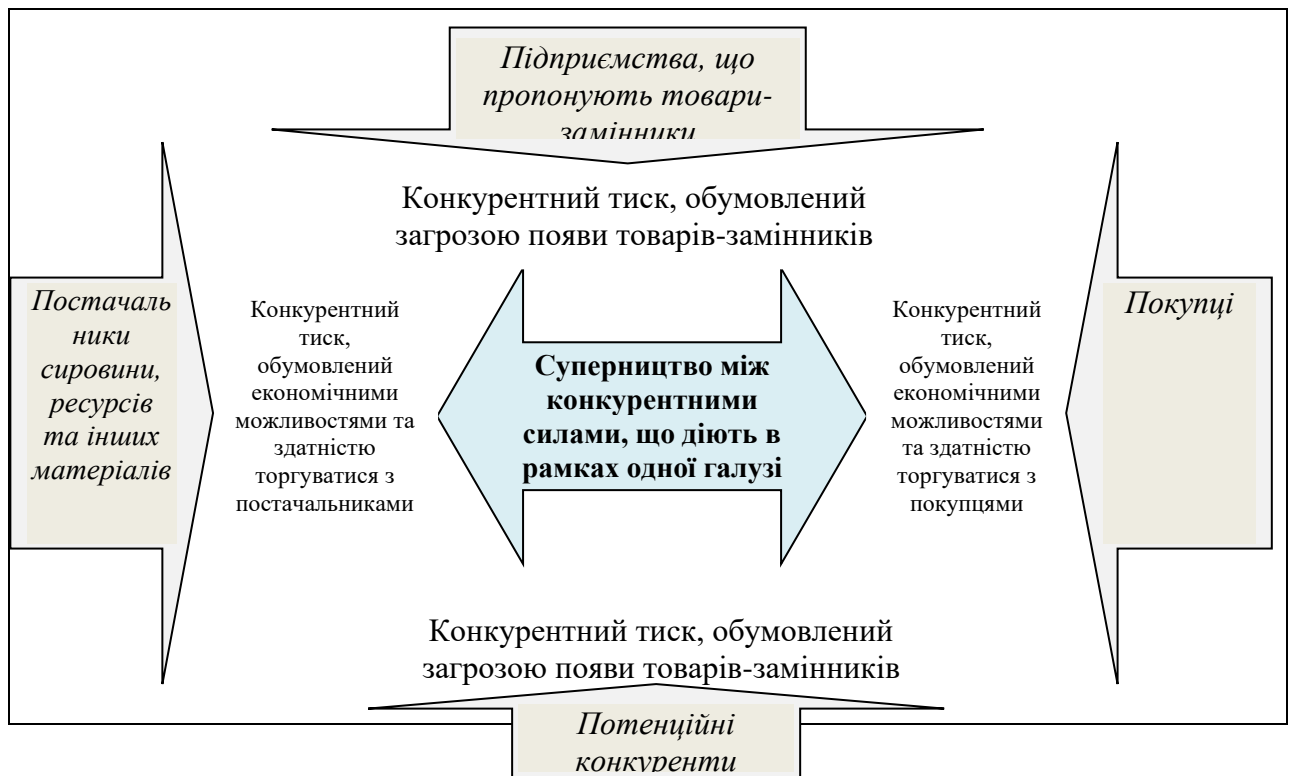 Підприємства, що
пропонують товари-
замінники
Конкурентний тиск, обумовлений
загрозою появи товарів-замінників
Постачаль
ники
сировини,
ресурсів
та інших
матеріалів
Конкурентний
тиск,
обумовлений
економічними
можливостями та
здатністю
торгуватися з
постачальниками
Суперництво між
конкурентними
силами, що діють в
рамках одної галузі
Конкурентний
тиск,
обумовлений
економічними
можливостями
та здатністю
торгуватися з
покупцями
Покупці
Конкурентний тиск, обумовлений
загрозою появи товарів-замінників
Потенційні
конкуренти